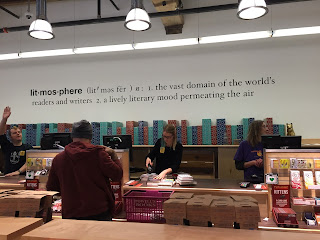 lit·mos·phere (lit′ mos fēr ) n : 1. the vast domain of the world's
readers and writers 2. a lively literary mood permeating the air